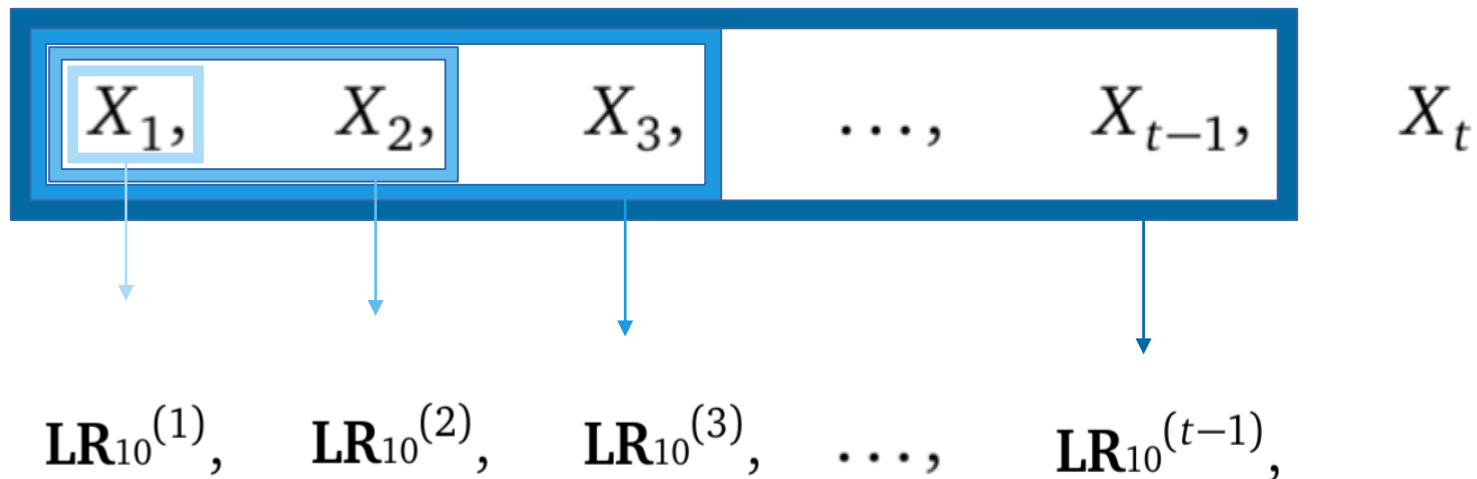 X₁, X₂, X₃, ..., Xₜ₋₁, Xₜ
LR₁₀⁽¹⁾, LR₁₀⁽²⁾, LR₁₀⁽³⁾, ..., LR₁₀⁽ᵗ⁻¹⁾,